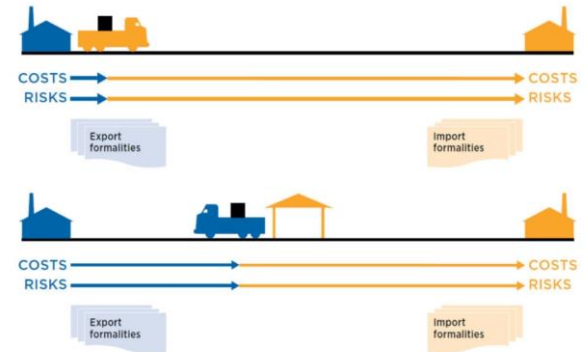 COSTS COSTS
RISKS RISKS
Export
formalities
Import
formalities
COSTS COSTS
RISKS RISKS
Export
formalities
Import
formalities